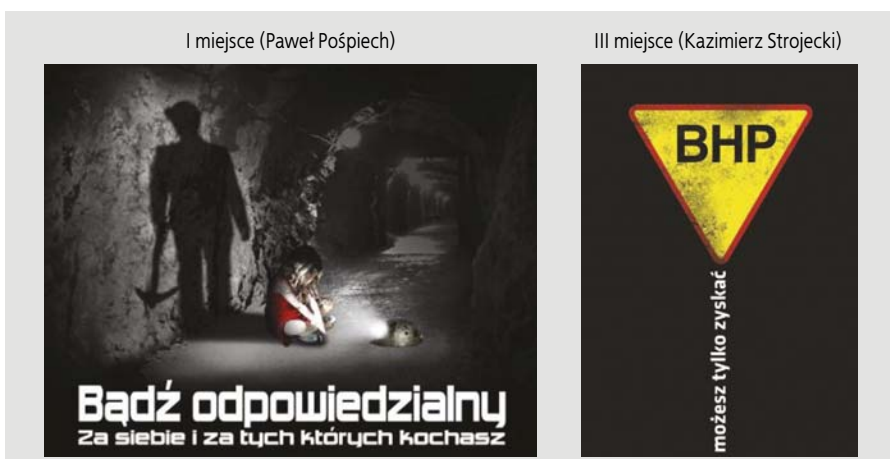 I miejsce (Paweł Pośpiech)
III miejsce (Kazimierz Strojecki)
BHP
możesz tylko zyskać
Bądź odpowiedzialny
Za siebie i za tych których kochasz